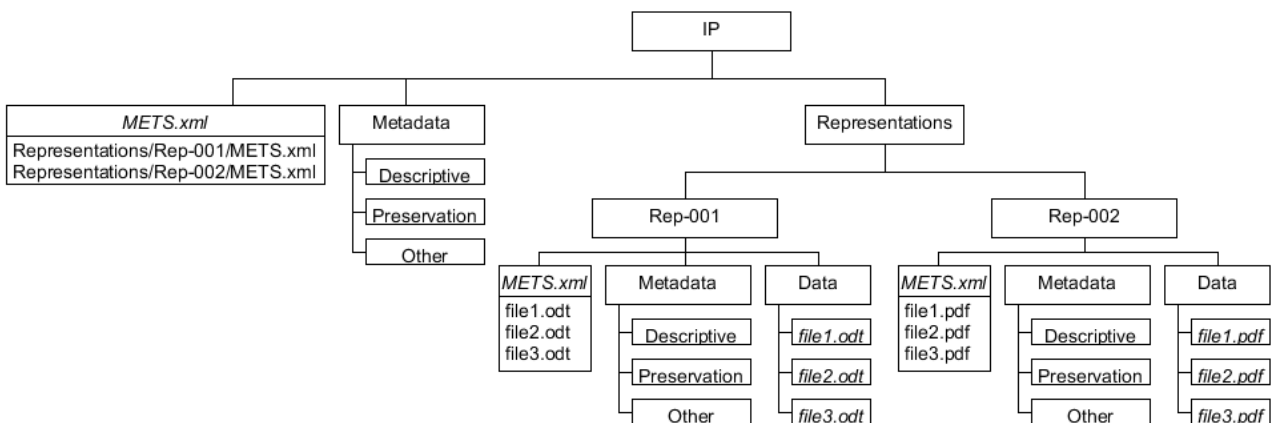 IP
METS.xml
Representations/Rep-001/METS.xml
Representations/Rep-002/METS.xml
Metadata
Descriptive
Preservation
Other
Representations
Rep-001
METS.xml
file1.odt
file2.odt
file3.odt
Metadata
Descriptive
Preservation
Other
Data
file1.odt
file2.odt
file3.odt
Rep-002
METS.xml
file1.pdf
file2.pdf
file3.pdf
Metadata
Descriptive
Preservation
Other
Data
file1.pdf
file2.pdf
file3.pdf